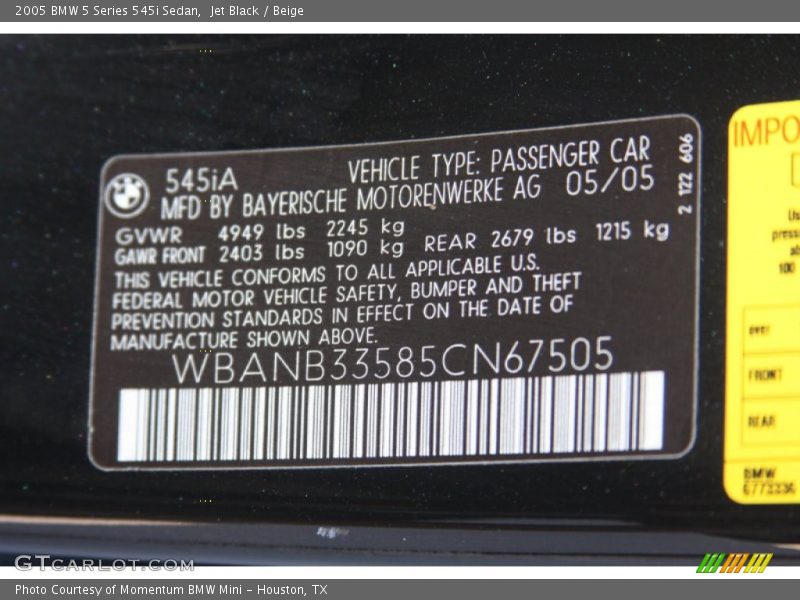 2005 BMW 5 Series 545i Sedan,  Jet Black / Beige
545iA
VEHICLE TYPE: PASSENGER CAR
MFD BY BAYERISCHE MOTORENWERKE AG 05/05
2 122 606
GVWR 4949 lbs 2245 kg
GAWR FRONT 2403 lbs 1090 kg REAR 2679 lbs 1215 kg
THIS VEHICLE CONFORMS TO ALL APPLICABLE U.S.
FEDERAL MOTOR VEHICLE SAFETY, BUMPER AND THEFT
PREVENTION STANDARDS IN EFFECT ON THE DATE OF
MANUFACTURE SHOWN ABOVE.
WBANB33585CN67505
IMPO
100
FRONT
REAR
BMW
6773336
GTCARLOT.COM
Photo Courtesy of Momentum BMW Mini - Houston, TX